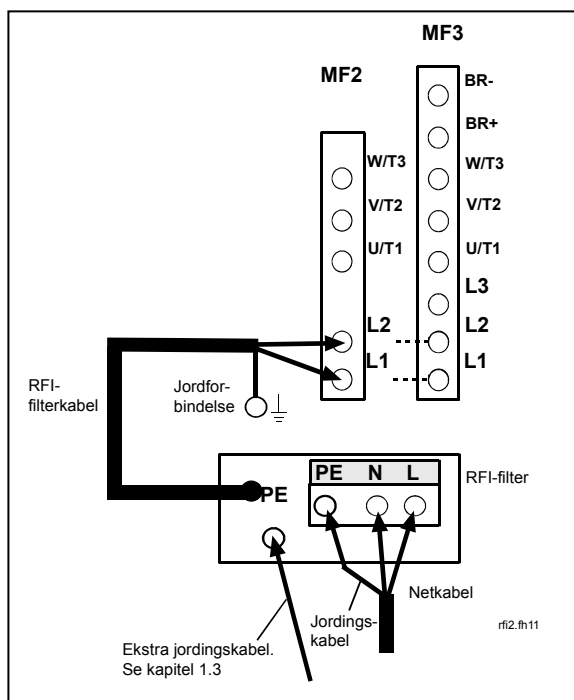 MF3
MF2
BR-
BR+
W/T3
V/T2
U/T1
L3
L2
L1
W/T3
V/T2
U/T1
L2
L1
RFI-
filterkabel
Jordfor-
bindelse
PE
PE N L
RFI-filter
Netkabel
Jordings-
kabel
rfi2.fh11
Ekstra jordingskabel.
Se kapitel 1.3